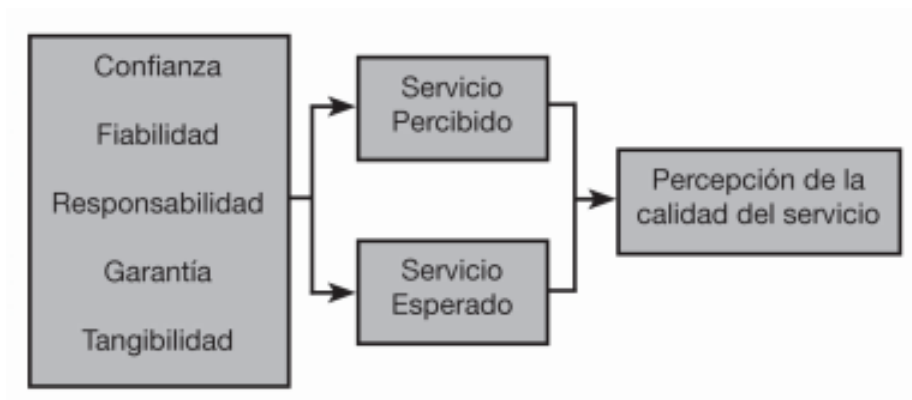 Confianza
Fiabilidad
Responsabilidad
Garantía
Tangibilidad
Servicio
Percibido
Servicio
Esperado
Percepción de la
calidad del servicio